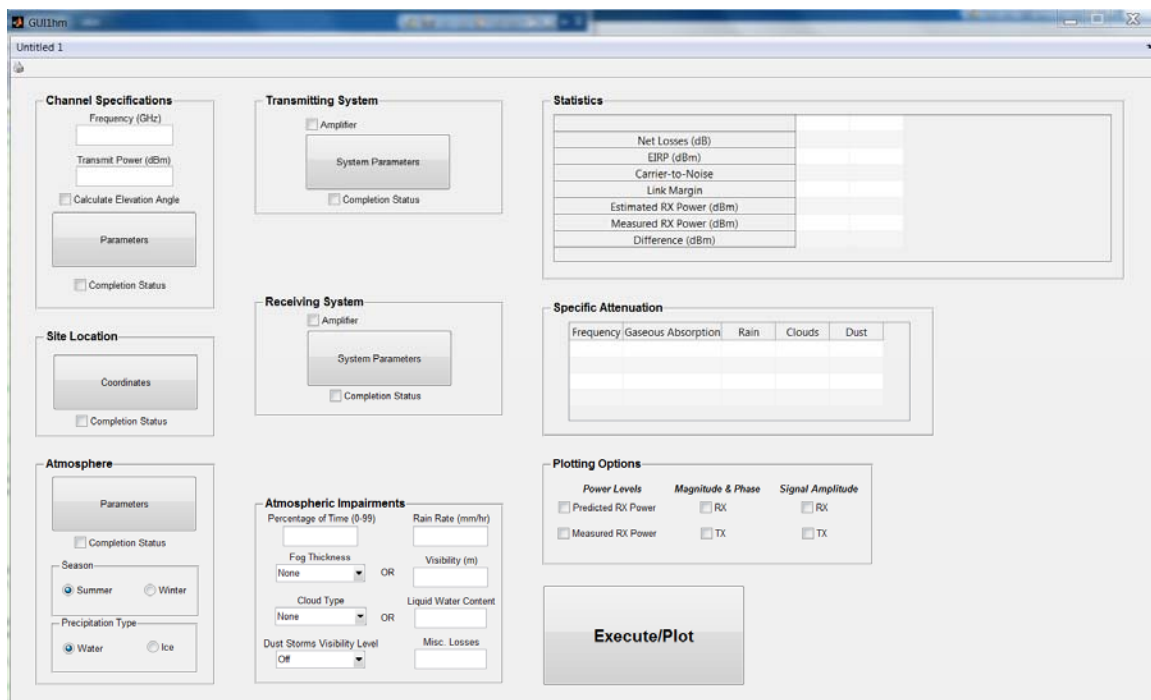 GUI1hm
Untitled 1
Channel Specifications
Frequency (GHz)
Transmit Power (dBm)
Calculate Elevation Angle
Parameters
Completion Status
Site Location
Coordinates
Completion Status
Atmosphere
Parameters
Completion Status
Season
Summer Winter
Precipitation Type
Water Ice
Transmitting System
Amplifier
System Parameters
Completion Status
Receiving System
Amplifier
System Parameters
Completion Status
Atmospheric Impairments
Percentage of Time (0-99) Rain Rate (mm/hr)
Fog Thickness Visibility (m)
None OR
Cloud Type Liquid Water Content
None OR
Dust Storms Visibility Level Misc. Losses
Off
Statistics
Net Losses (dB)
EIRP (dBm)
Carrier-to-Noise
Link Margin
Estimated RX Power (dBm)
Measured RX Power (dBm)
Difference (dBm)
Specific Attenuation
Frequency Gaseous Absorption Rain Clouds Dust
Plotting Options
Power Levels Magnitude & Phase Signal Amplitude
Predicted RX Power RX RX
Measured RX Power TX TX
Execute/Plot